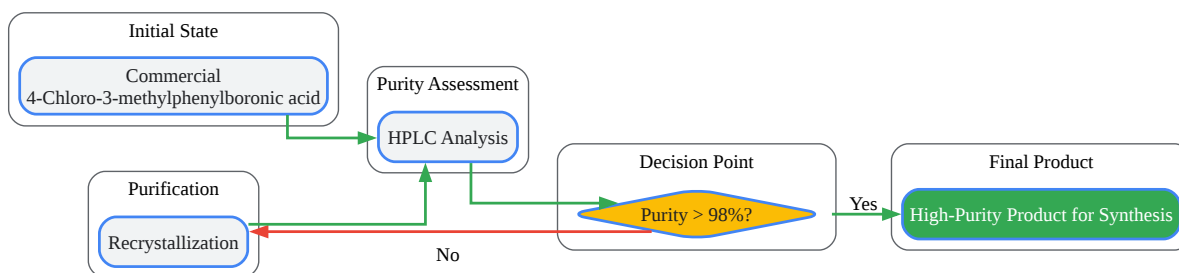 Initial State
Commercial
4-Chloro-3-methylphenylboronic acid
Purity Assessment
HPLC Analysis
Purification
Recrystallization
Decision Point
Purity > 98%?
No
Yes
Final Product
High-Purity Product for Synthesis